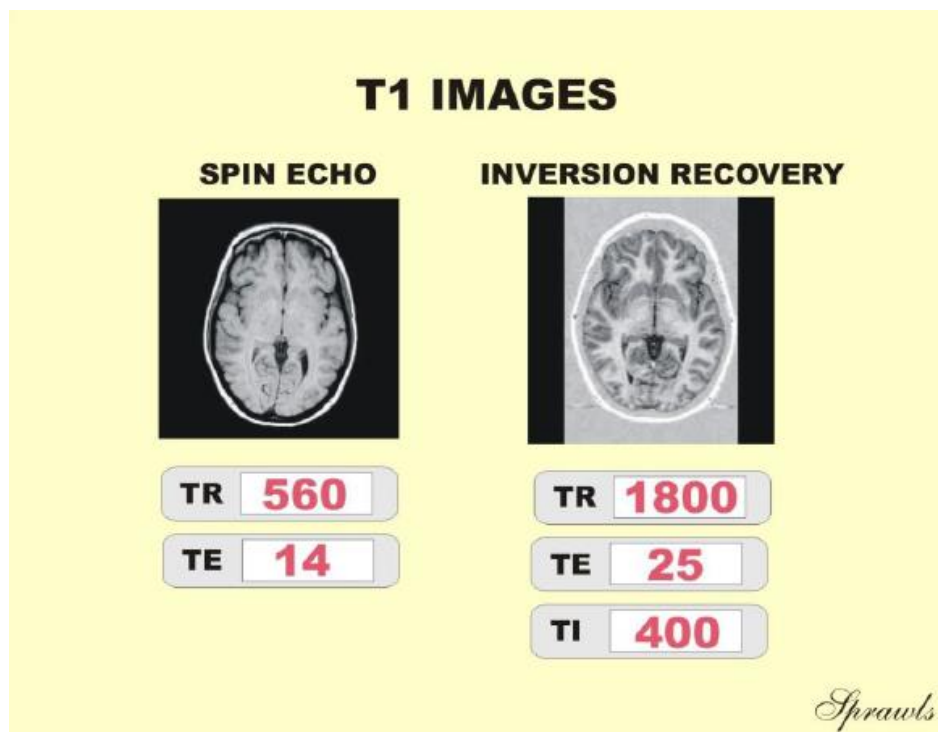 T1 IMAGES
SPIN ECHO
INVERSION RECOVERY
TR 560
TE 14
TR 1800
TE 25
TI 400
Sprawls